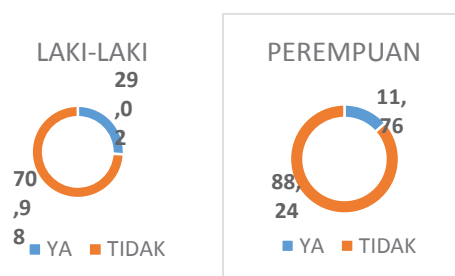 LAKI-LAKI
29
,0
2
70
,9
8
YA TIDAK
PEREMPUAN
11,
76
88,
24
YA TIDAK